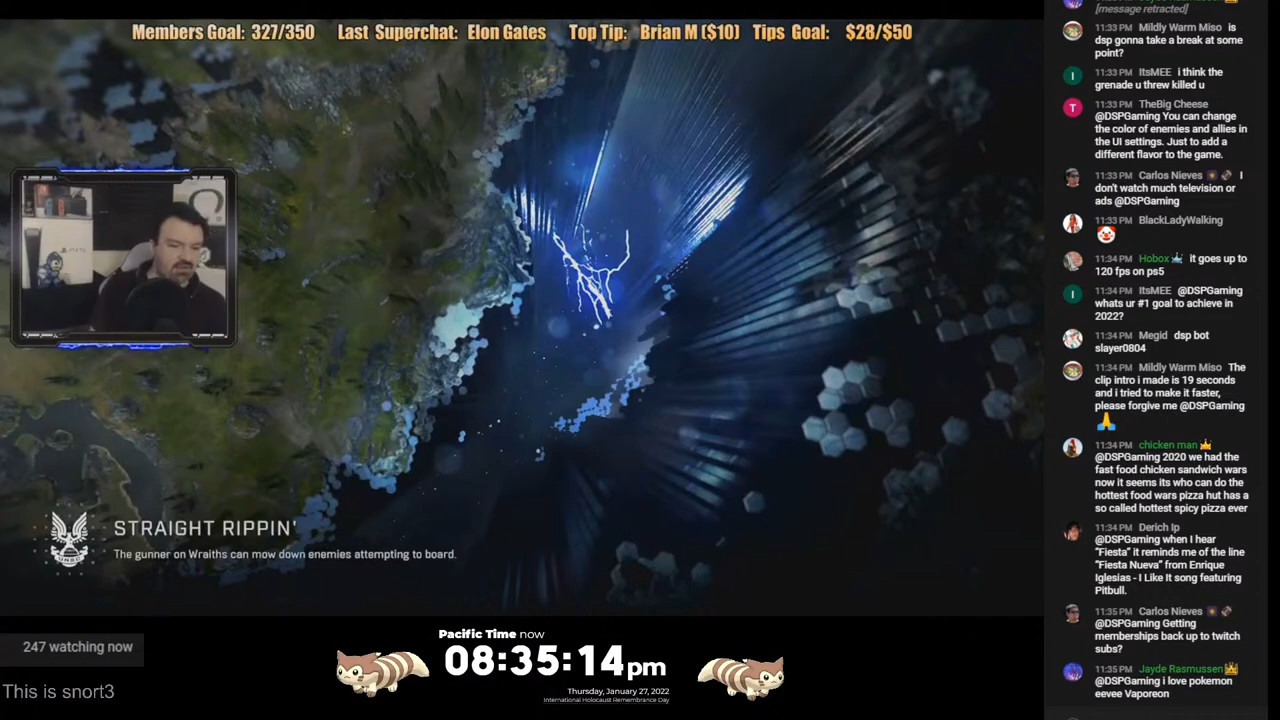 Members Goal: 327/350 Last Superchat: Elon Gates Top Tip: Brian M ($10) Tips Goal: $28/$50
STRAIGHT RIPPIN'
The gunner on Wraiths can mow down enemies attempting to board.
UNSC
247 watching now
This is snort3
Pacific Time now
08:35:14pm
Thursday, January 27, 2022
International Holocaust Remembrance Day
[message retracted]
11:33 PM Mildly Warm Miso is
dsp gonna take a break at some
point?
I
11:33 PM ItsMEE i think the
grenade u threw killed u
T
11:33 PM TheBig Cheese
@DSPGaming You can change
the color of enemies and allies in
the UI settings. Just to add a
different flavor to the game.
11:33 PM Carlos Nieves I
don't watch much television or
ads @DSPGaming
11:33 PM BlackLadyWalking
11:34 PM Hobox it goes up to
120 fps on ps5
I
11:34 PM ItsMEE @DSPGaming
whats ur #1 goal to achieve in
2022?
11:34 PM Megid dsp bot
slayer0804
11:34 PM Mildly Warm Miso The
clip intro i made is 19 seconds
and i tried to make it faster,
please forgive me @DSPGaming
11:34 PM chicken man
@DSPGaming 2020 we had the
fast food chicken sandwich wars
now it seems its who can do the
hottest food wars pizza hut has a
so called hottest spicy pizza ever
11:34 PM Derich Ip
@DSPGaming when I hear
"Fiesta" it reminds me of the line
"Fiesta Nueva" from Enrique
Iglesias - I Like It song featuring
Pitbull.
11:35 PM Carlos Nieves
@DSPGaming Getting
memberships back up to twitch
subs?
11:35 PM Jayde Rasmussen
@DSPGaming i love pokemon
eevee Vaporeon